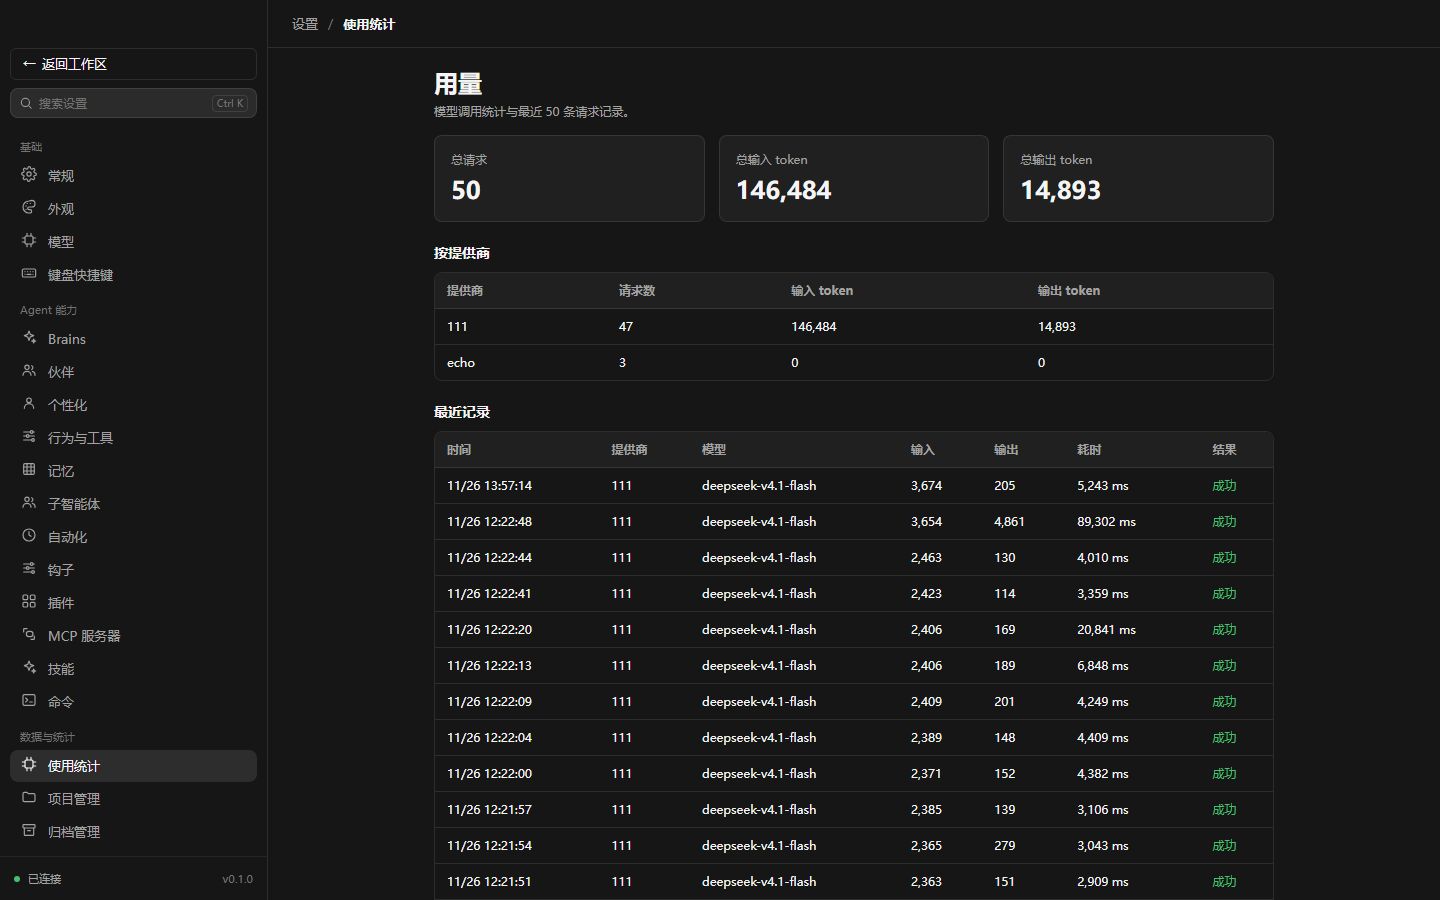 ← 返回工作区
搜索设置 Ctrl K
基础
常规
外观
模型
键盘快捷键
Agent 能力
Brains
伙伴
个性化
行为与工具
记忆
子智能体
自动化
钩子
插件
MCP 服务器
技能
命令
数据与统计
使用统计
项目管理
归档管理
已连接 v0.1.0
设置 / 使用统计
用量
模型调用统计与最近 50 条请求记录。
总请求
50
总输入 token
146,484
总输出 token
14,893
按提供商
提供商 请求数 输入 token 输出 token
111 47 146,484 14,893
echo 3 0 0
最近记录
时间 提供商 模型 输入 输出 耗时 结果
11/26 13:57:14 111 deepseek-v4.1-flash 3,674 205 5,243 ms 成功
11/26 12:22:48 111 deepseek-v4.1-flash 3,654 4,861 89,302 ms 成功
11/26 12:22:44 111 deepseek-v4.1-flash 2,463 130 4,010 ms 成功
11/26 12:22:41 111 deepseek-v4.1-flash 2,423 114 3,359 ms 成功
11/26 12:22:20 111 deepseek-v4.1-flash 2,406 169 20,841 ms 成功
11/26 12:22:13 111 deepseek-v4.1-flash 2,406 189 6,848 ms 成功
11/26 12:22:09 111 deepseek-v4.1-flash 2,409 201 4,249 ms 成功
11/26 12:22:04 111 deepseek-v4.1-flash 2,389 148 4,409 ms 成功
11/26 12:22:00 111 deepseek-v4.1-flash 2,371 152 4,382 ms 成功
11/26 12:21:57 111 deepseek-v4.1-flash 2,385 139 3,106 ms 成功
11/26 12:21:54 111 deepseek-v4.1-flash 2,365 279 3,043 ms 成功
11/26 12:21:51 111 deepseek-v4.1-flash 2,363 151 2,909 ms 成功